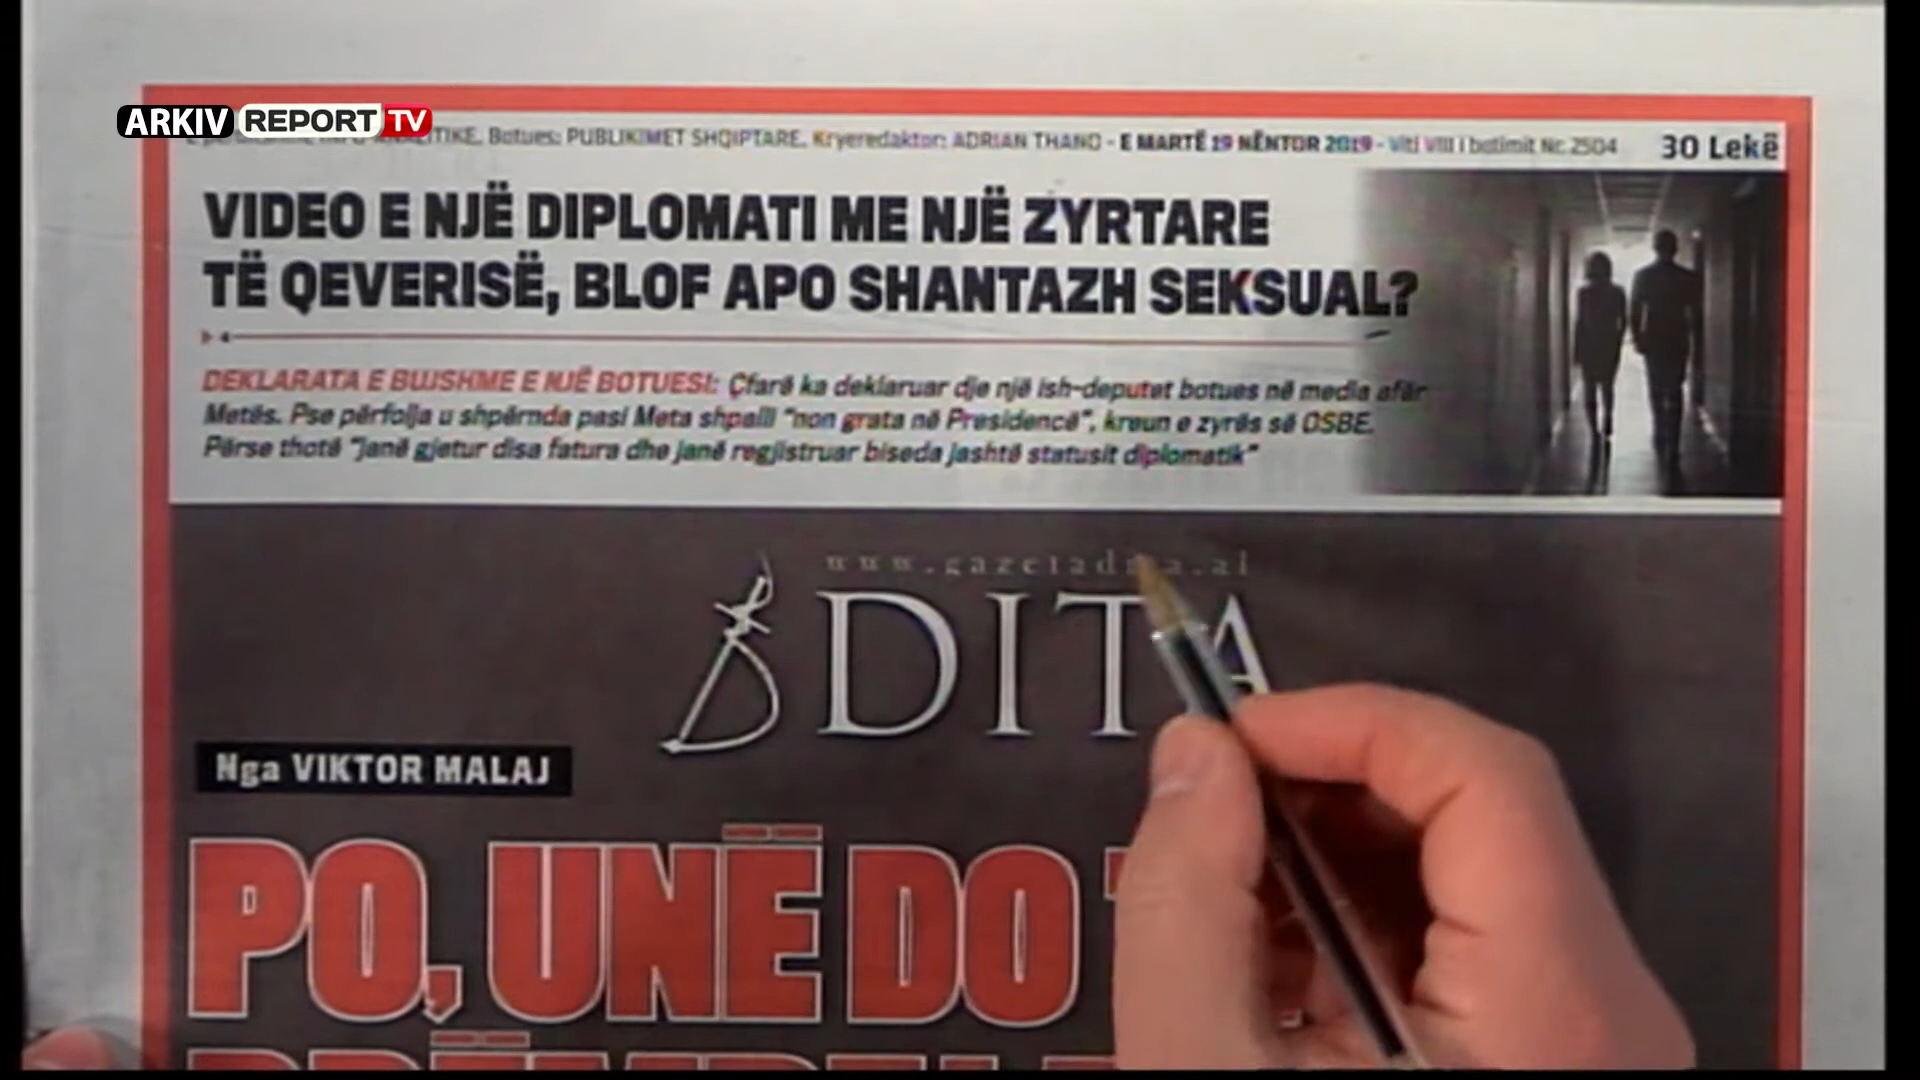 ARKIV REPORT TV
Botues: PUBLIKIMET SHQIPTARE. Kryeredaktor: ADRIAN THANO - E MARTË 19 NËNTOR 2019 - Viti VIII i botimit Nr. 2504
30 Lekë
VIDEO E NJË DIPLOMATI ME NJË ZYRTARE
TË QEVERISË, BLOF APO SHANTAZH SEKSUAL?
4
DEKLARATA E BUJSHME E NJË BOTUESI: Çfarë ka deklaruar dje një ish-deputet botues në media afër
Metës. Pse përfolja u shpërnda pasi Meta shpalli "non grata në Presidencë", kreun e zyrës së OSBE.
Përse thotë "janë gjetur disa fatura dhe janë regjistruar biseda jashtë statusit diplomatik"
www.gazetadita.al
DITA
Nga VIKTOR MALAJ
PO, UNË DO